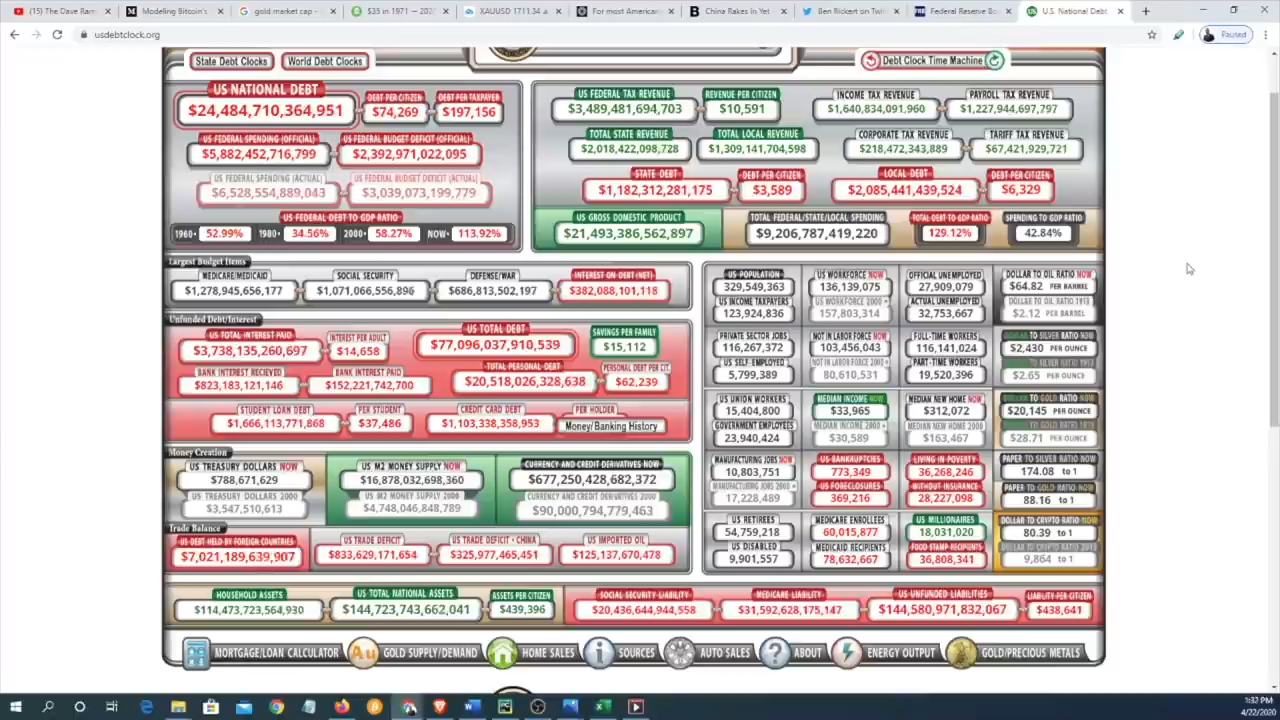 (15) The Dave Ram
Modeling Bitcoin's
gold market cap -
$35 in 1971 — 202
XAUUSD 1711.34
For most American
China Rakes In Yet
Ben Rickert on Twi
Federal Reserve Bo
U.S. National Debt
usdebtclock.org
Paused
State Debt Clocks
World Debt Clocks
Debt Clock Time Machine
US NATIONAL DEBT
$24,484,710,364,951
DEBT PER CITIZEN
$74,269
DEBT PER TAXPAYER
$197,156
US FEDERAL SPENDING (OFFICIAL)
$5,882,452,716,799
US FEDERAL BUDGET DEFICIT (OFFICIAL)
$2,392,971,022,095
US FEDERAL SPENDING (ACTUAL)
$6,528,554,889,043
US FEDERAL BUDGET DEFICIT (ACTUAL)
$3,039,073,199,779
US FEDERAL DEBT TO GDP RATIO
1960• 52.99% 1980• 34.56% 2000• 58.27% NOW• 113.92%
US FEDERAL TAX REVENUE
$3,489,481,694,703
REVENUE PER CITIZEN
$10,591
INCOME TAX REVENUE
$1,640,834,091,960
PAYROLL TAX REVENUE
$1,227,944,697,797
TOTAL STATE REVENUE
$2,018,422,098,728
TOTAL LOCAL REVENUE
$1,309,141,704,598
CORPORATE TAX REVENUE
$218,472,343,889
TARIFF TAX REVENUE
$67,421,929,721
STATE DEBT
$1,182,312,281,175
DEBT PER CITIZEN
$3,589
LOCAL DEBT
$2,085,441,439,524
DEBT PER CITIZEN
$6,329
US GROSS DOMESTIC PRODUCT
$21,493,386,562,897
TOTAL FEDERAL/STATE/LOCAL SPENDING
$9,206,787,419,220
TOTAL DEBT TO GDP RATIO
129.12%
SPENDING TO GDP RATIO
42.84%
Largest Budget Items
MEDICARE/MEDICAID
$1,278,945,656,177
SOCIAL SECURITY
$1,071,066,556,896
DEFENSE/WAR
$686,813,502,197
INTEREST ON DEBT (NET)
$382,088,101,118
Unfunded Debt/Interest
US TOTAL INTEREST PAID
$3,738,135,260,697
INTEREST PER ADULT
$14,658
US TOTAL DEBT
$77,096,037,910,539
SAVINGS PER FAMILY
$15,112
BANK INTEREST RECIEVED
$823,183,121,146
BANK INTEREST PAID
$152,221,742,700
TOTAL PERSONAL DEBT
$20,518,026,328,638
PERSONAL DEBT PER CIT.
$62,239
STUDENT LOAN DEBT
$1,666,113,771,868
PER STUDENT
$37,486
CREDIT CARD DEBT
$1,103,338,358,953
PER HOLDER
Money/Banking History
Money Creation
US TREASURY DOLLARS NOW
$788,671,629
US TREASURY DOLLARS 2000
$3,547,510,613
US M2 MONEY SUPPLY NOW
$16,878,032,698,360
US M2 MONEY SUPPLY 2000
$4,748,046,848,789
CURRENCY AND CREDIT DERIVATIVES NOW
$677,250,428,682,372
CURRENCY AND CREDIT DERIVATIVES 2000
$90,000,794,779,463
Trade Balance
US DEBT HELD BY FOREIGN COUNTRIES
$7,021,189,639,907
US TRADE DEFICIT
$833,629,171,654
US TRADE DEFICIT • CHINA
$325,977,465,451
US IMPORTED OIL
$125,137,670,478
US POPULATION
329,549,363
US INCOME TAXPAYERS
123,924,836
US WORKFORCE NOW
136,139,075
US WORKFORCE 2000
157,803,314
OFFICIAL UNEMPLOYED
27,909,079
ACTUAL UNEMPLOYED
32,753,667
DOLLAR TO OIL RATIO NOW
$64.82 PER BARREL
DOLLAR TO OIL RATIO 1913
$2.12 PER BARREL
PRIVATE SECTOR JOBS
116,267,372
US SELF-EMPLOYED
5,799,389
NOT IN LABOR FORCE NOW
103,456,043
NOT IN LABOR FORCE 2000
80,610,531
FULL-TIME WORKERS
116,141,024
PART-TIME WORKERS
19,520,396
DOLLAR TO SILVER RATIO NOW
$2,430 PER OUNCE
$2.65 PER OUNCE
US UNION WORKERS
15,404,800
GOVERNMENT EMPLOYEES
23,940,424
MEDIAN INCOME NOW
$33,965
MEDIAN INCOME 2000
$30,589
MEDIAN NEW HOME NOW
$312,072
MEDIAN NEW HOME 2000
$163,467
DOLLAR TO GOLD RATIO NOW
$20,145 PER OUNCE
$28.71 PER OUNCE
MANUFACTURING JOBS NOW
10,803,751
MANUFACTURING JOBS 2000
17,228,489
US BANKRUPTCIES
773,349
US FORECLOSURES
369,216
LIVING IN POVERTY
36,268,246
WITHOUT INSURANCE
28,227,098
PAPER TO SILVER RATIO NOW
174.08 to 1
PAPER TO GOLD RATIO NOW
88.16 to 1
US RETIREES
54,759,218
US DISABLED
9,901,557
MEDICARE ENROLLEES
60,015,877
MEDICAID RECIPIENTS
78,632,667
US MILLIONAIRES
18,031,020
FOOD STAMP RECIPIENTS
36,808,341
DOLLAR TO CRYPTO RATIO NOW
80.39 to 1
9,864 to 1
HOUSEHOLD ASSETS
$114,473,723,564,930
US TOTAL NATIONAL ASSETS
$144,723,743,662,041
ASSETS PER CITIZEN
$439,396
SOCIAL SECURITY LIABILITY
$20,436,644,944,558
MEDICARE LIABILITY
$31,592,628,175,147
US UNFUNDED LIABILITIES
$144,580,971,832,067
LIABILITY PER CITIZEN
$438,641
MORTGAGE/LOAN CALCULATOR
Au
GOLD SUPPLY/DEMAND
HOME SALES
SOURCES
AUTO SALES
ABOUT
ENERGY OUTPUT
GOLD/PRECIOUS METALS
1:32 PM
4/22/2020